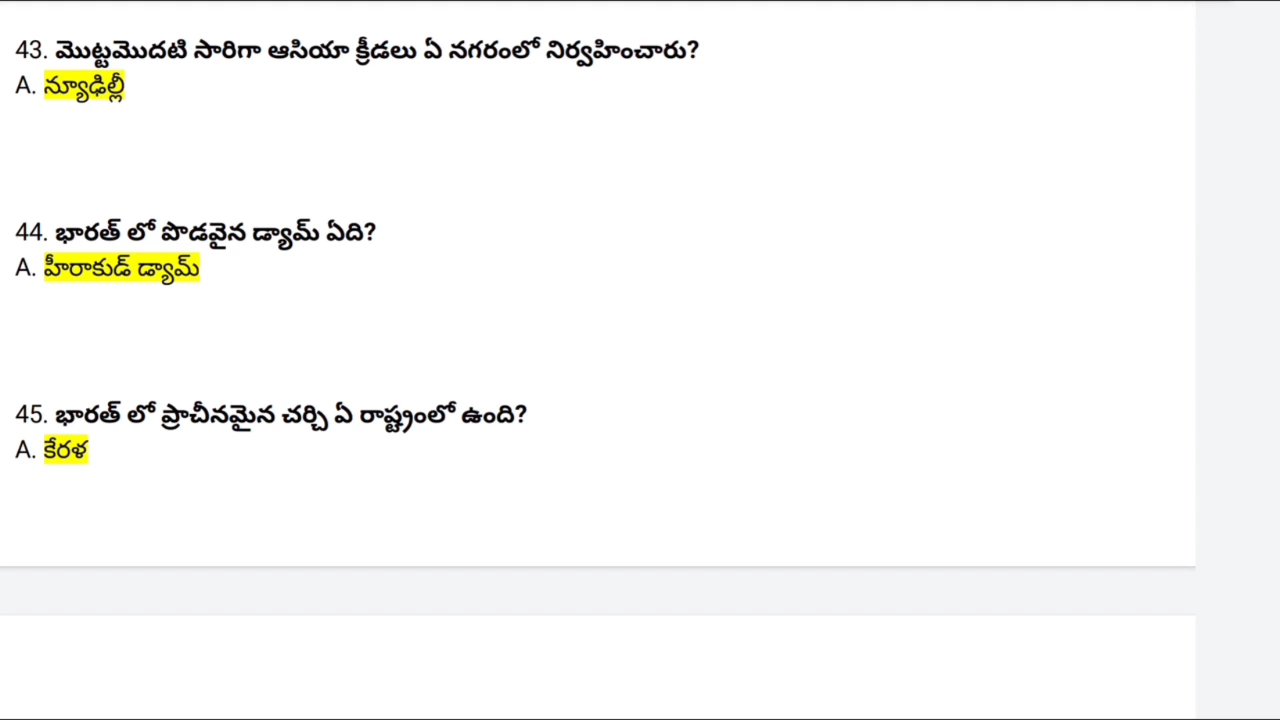 43. మొట్టమొదటి సారిగా ఆసియా క్రీడలు ఏ నగరంలో నిర్వహించారు?
A. న్యూఢిల్లీ
44. భారత్ లో పొడవైన డ్యామ్ ఏది?
A. హీరాకుడ్ డ్యామ్
45. భారత్ లో ప్రాచీనమైన చర్చి ఏ రాష్ట్రంలో ఉంది?
A. కేరళ